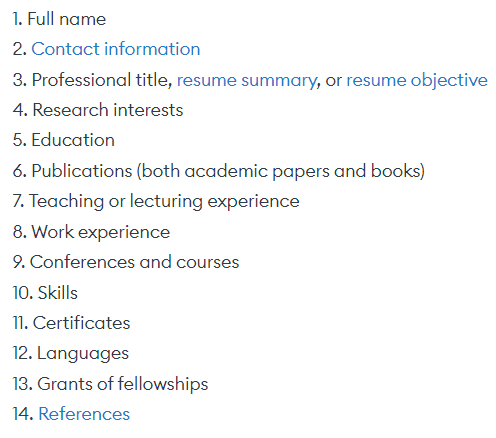 1. Full name
2. Contact information
3. Professional title, resume summary, or resume objective
4. Research interests
5. Education
6. Publications (both academic papers and books)
7. Teaching or lecturing experience
8. Work experience
9. Conferences and courses
10. Skills
11. Certificates
12. Languages
13. Grants of fellowships
14. References